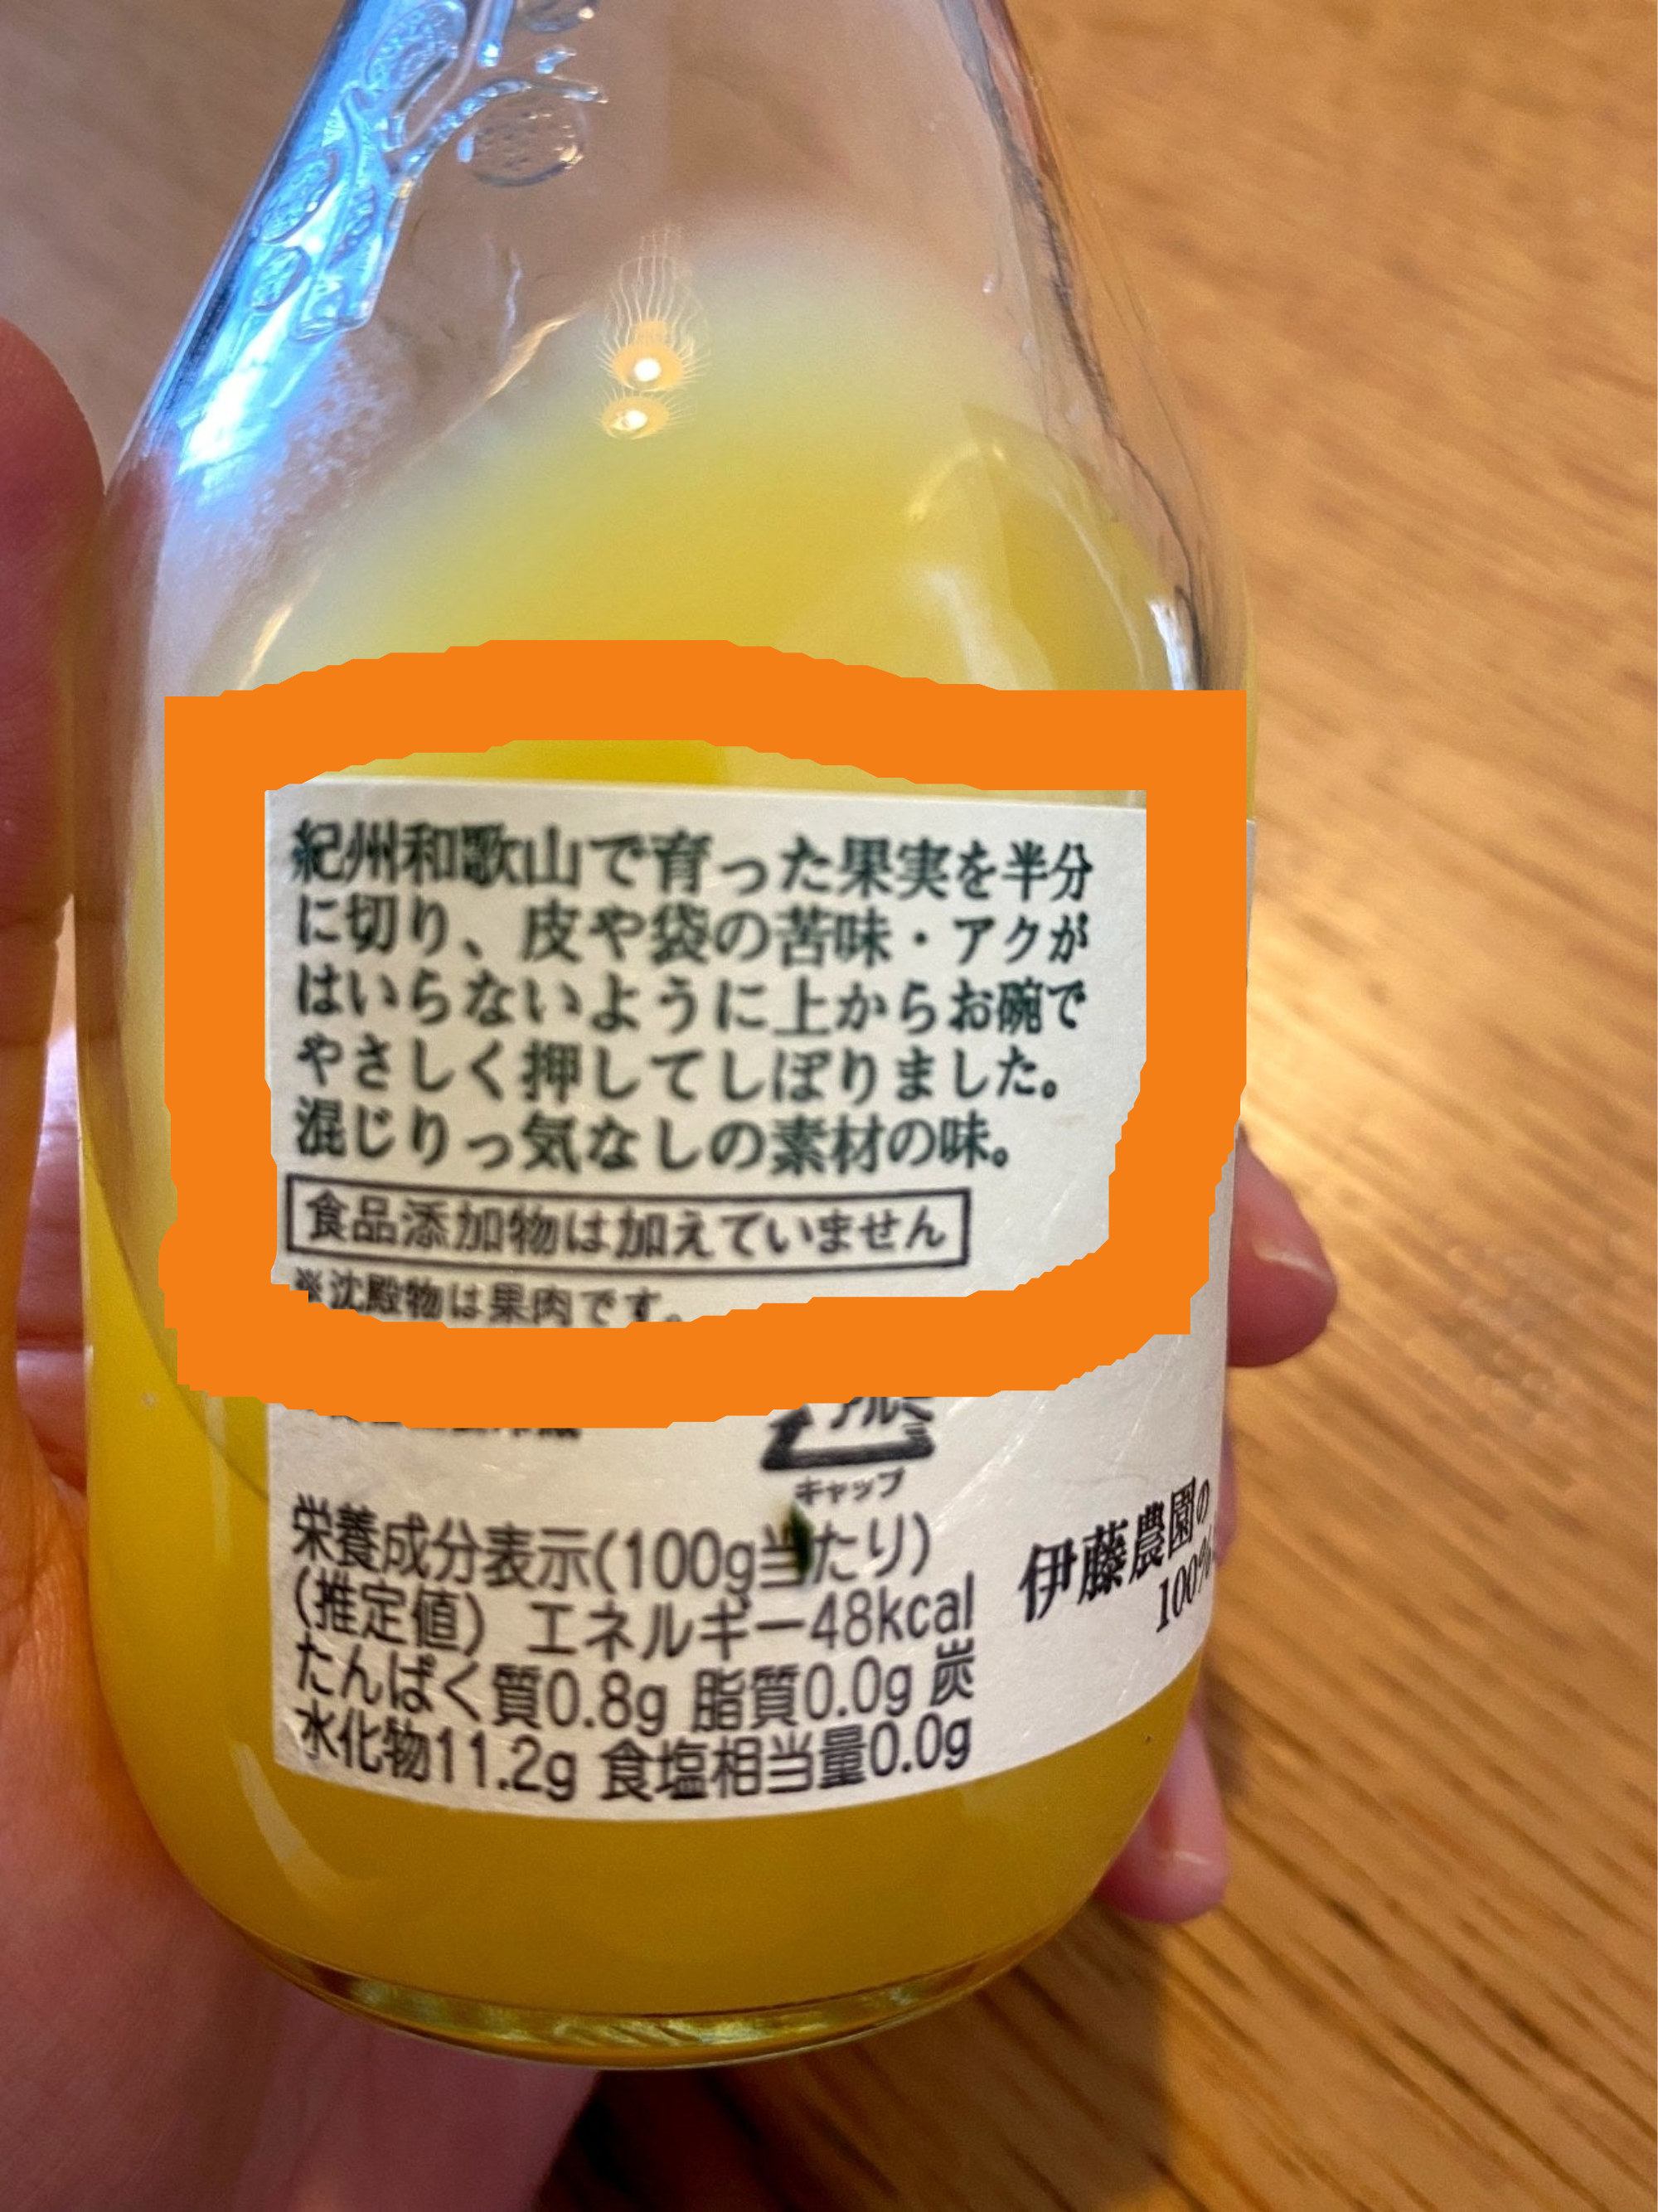 紀州和歌山で育った果実を半分
に切り、皮や袋の苦味・アクが
はいらないように上からお碗で
やさしく押してしぼりました。
混じりっ気なしの素材の味。
食品添加物は加えていません
※沈殿物は果肉です。
アルミ
キャップ
栄養成分表示(100g当たり)
(推定値) エネルギー48kcal
たんぱく質0.8g 脂質0.0g 炭
水化物11.2g 食塩相当量0.0g
伊藤農園の
100%